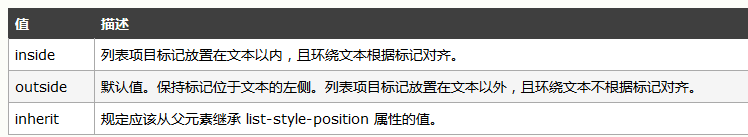 值 描述
inside 列表项目标记放置在文本以内，且环绕文本根据标记对齐。
outside 默认值。保持标记位于文本的左侧。列表项目标记放置在文本以外，且环绕文本不根据标记对齐。
inherit 规定应该从父元素继承 list-style-position 属性的值。